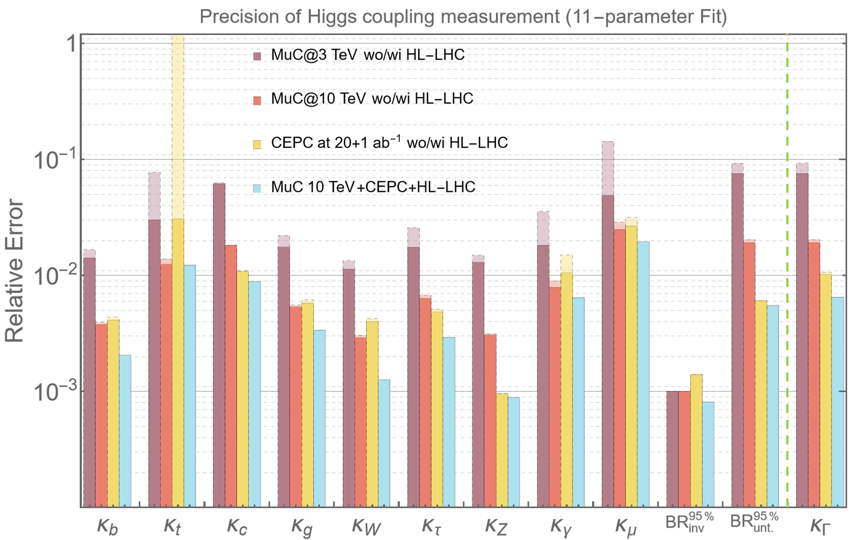 Precision of Higgs coupling measurement (11−parameter Fit)
1
MuC@3 TeV wo/wi HL−LHC
MuC@10 TeV wo/wi HL−LHC
10⁻¹
CEPC at 20+1 ab⁻¹ wo/wi HL−LHC
MuC 10 TeV+CEPC+HL−LHC
Relative Error
10⁻²
10⁻³
κ_b κ_t κ_c κ_g κ_W κ_τ κ_Z κ_γ κ_μ BR_inv^95% BR_unt.^95% κ_Γ